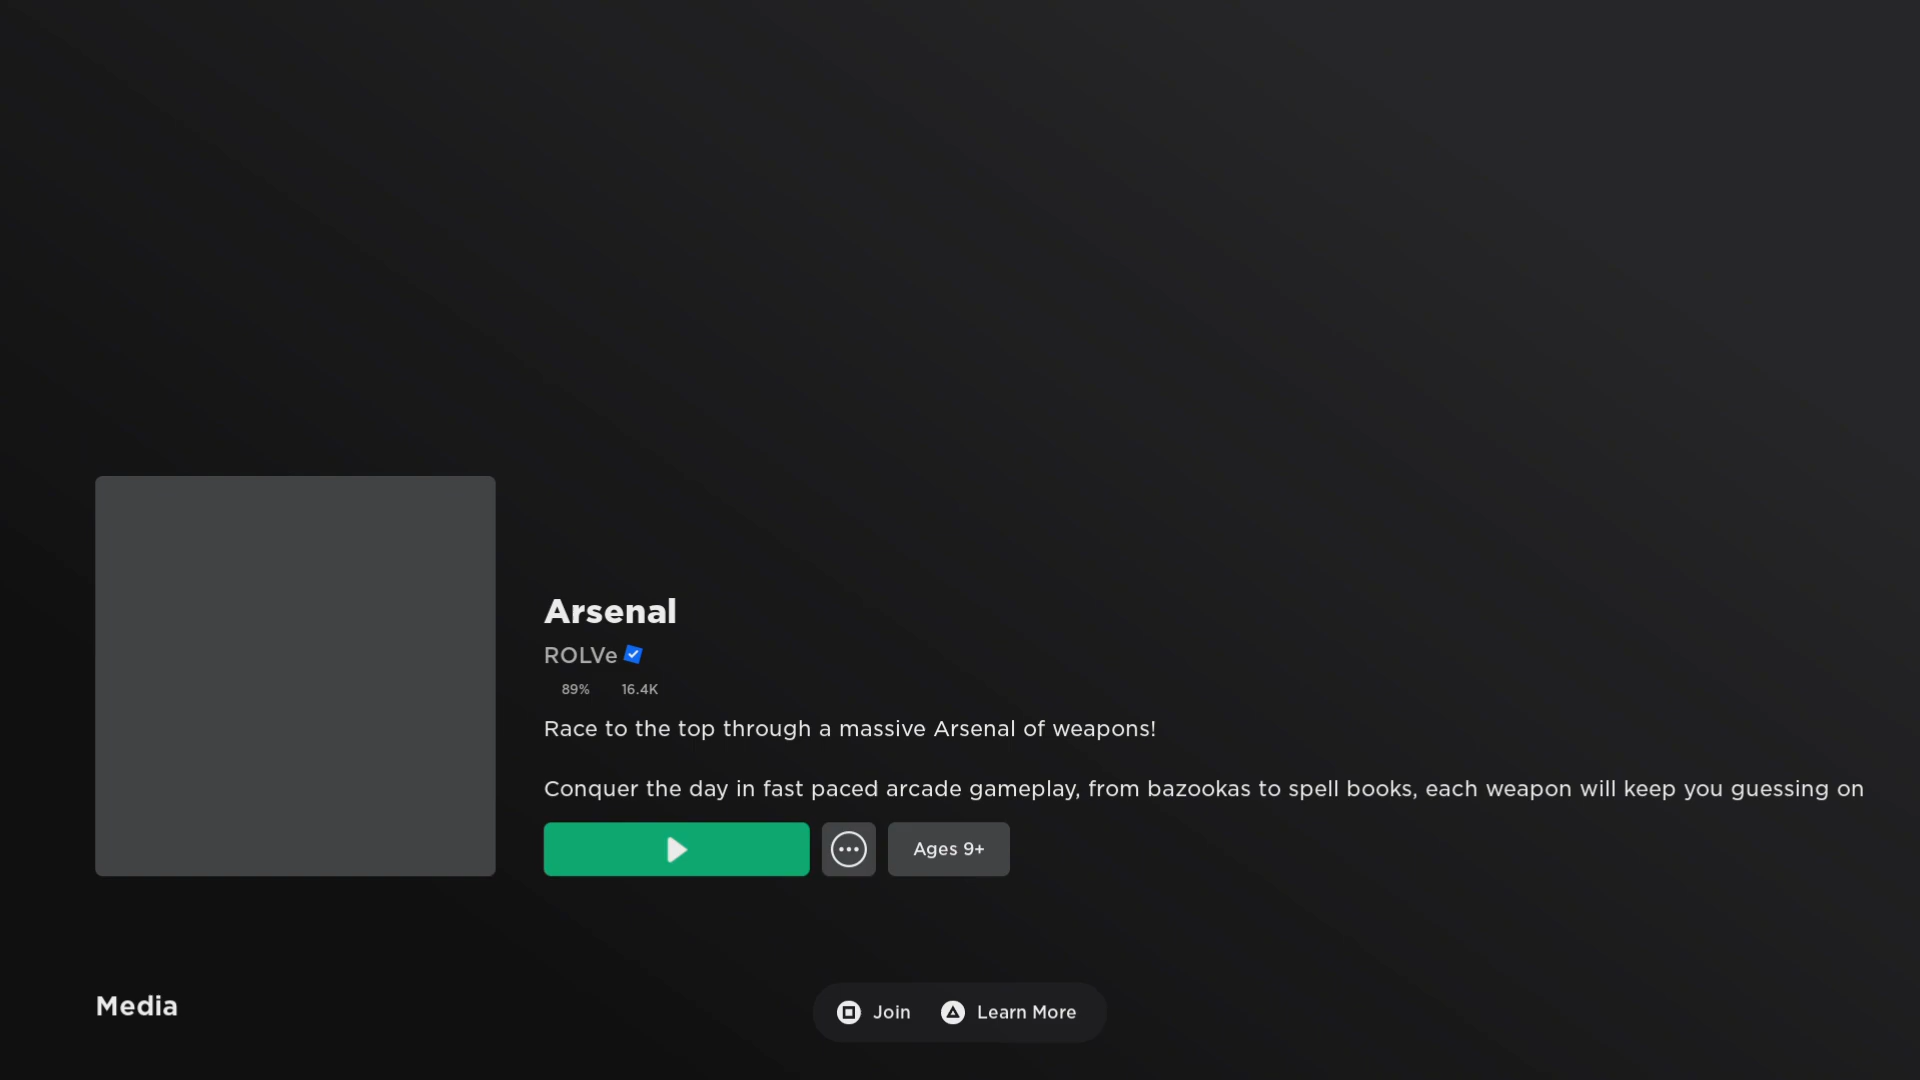 Arsenal
ROLVe
89% 16.4K
Race to the top through a massive Arsenal of weapons!
Conquer the day in fast paced arcade gameplay, from bazookas to spell books, each weapon will keep you guessing on
Ages 9+
Media
Join Learn More